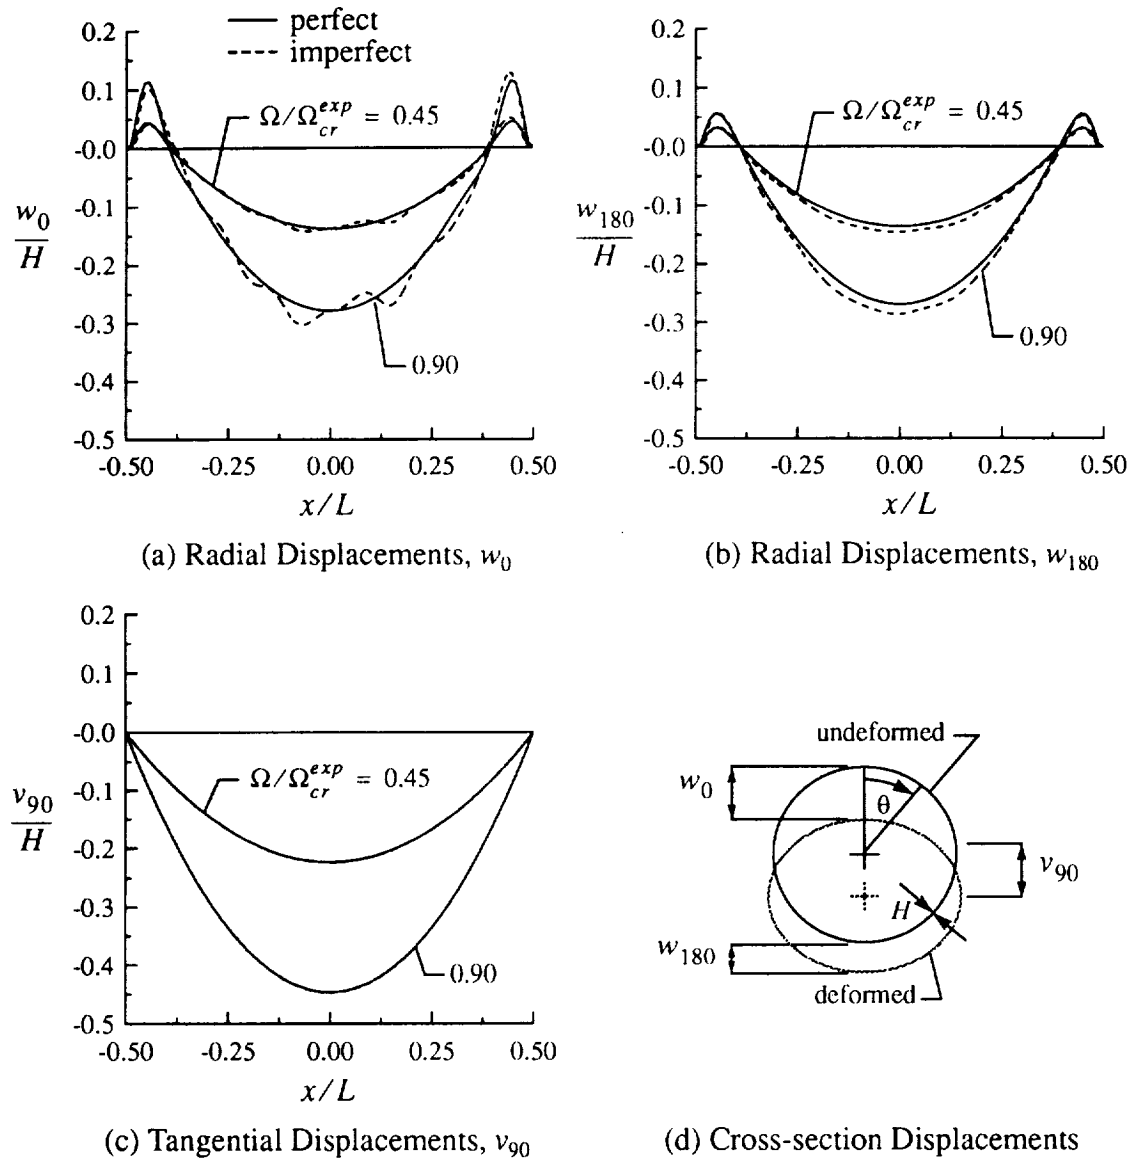 perfect
imperfect
0.2
0.1
-0.0
-0.1
-0.2
-0.3
-0.4
-0.5
w₀/H
Ω/Ω_cr^exp = 0.45
0.90
-0.50 -0.25 0.00 0.25 0.50
x/L
(a) Radial Displacements, w₀
0.2
0.1
-0.0
-0.1
-0.2
-0.3
-0.4
-0.5
w₁₈₀/H
Ω/Ω_cr^exp = 0.45
0.90
-0.50 -0.25 0.00 0.25 0.50
x/L
(b) Radial Displacements, w₁₈₀
0.2
0.1
-0.0
-0.1
-0.2
-0.3
-0.4
-0.5
v₉₀/H
Ω/Ω_cr^exp = 0.45
0.90
-0.50 -0.25 0.00 0.25 0.50
x/L
(c) Tangential Displacements, v₉₀
undeformed
w₀
θ
v₉₀
H
w₁₈₀
deformed
(d) Cross-section Displacements